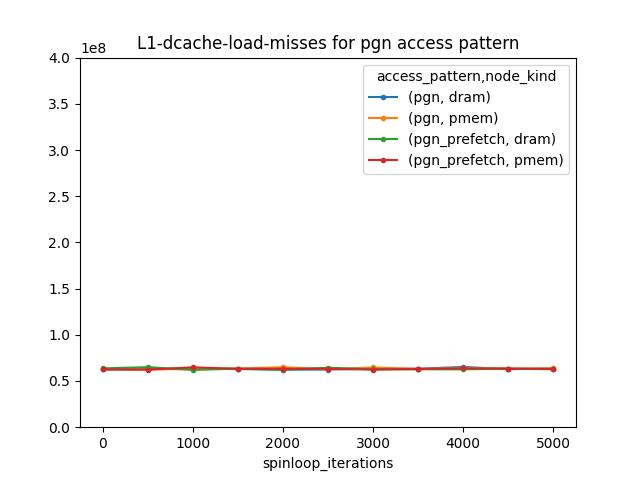 L1-dcache-load-misses for pgn access pattern
1e8
access_pattern,node_kind
(pgn, dram)
(pgn, pmem)
(pgn_prefetch, dram)
(pgn_prefetch, pmem)
4.0
3.5
3.0
2.5
2.0
1.5
1.0
0.5
0.0
0 1000 2000 3000 4000 5000
spinloop_iterations